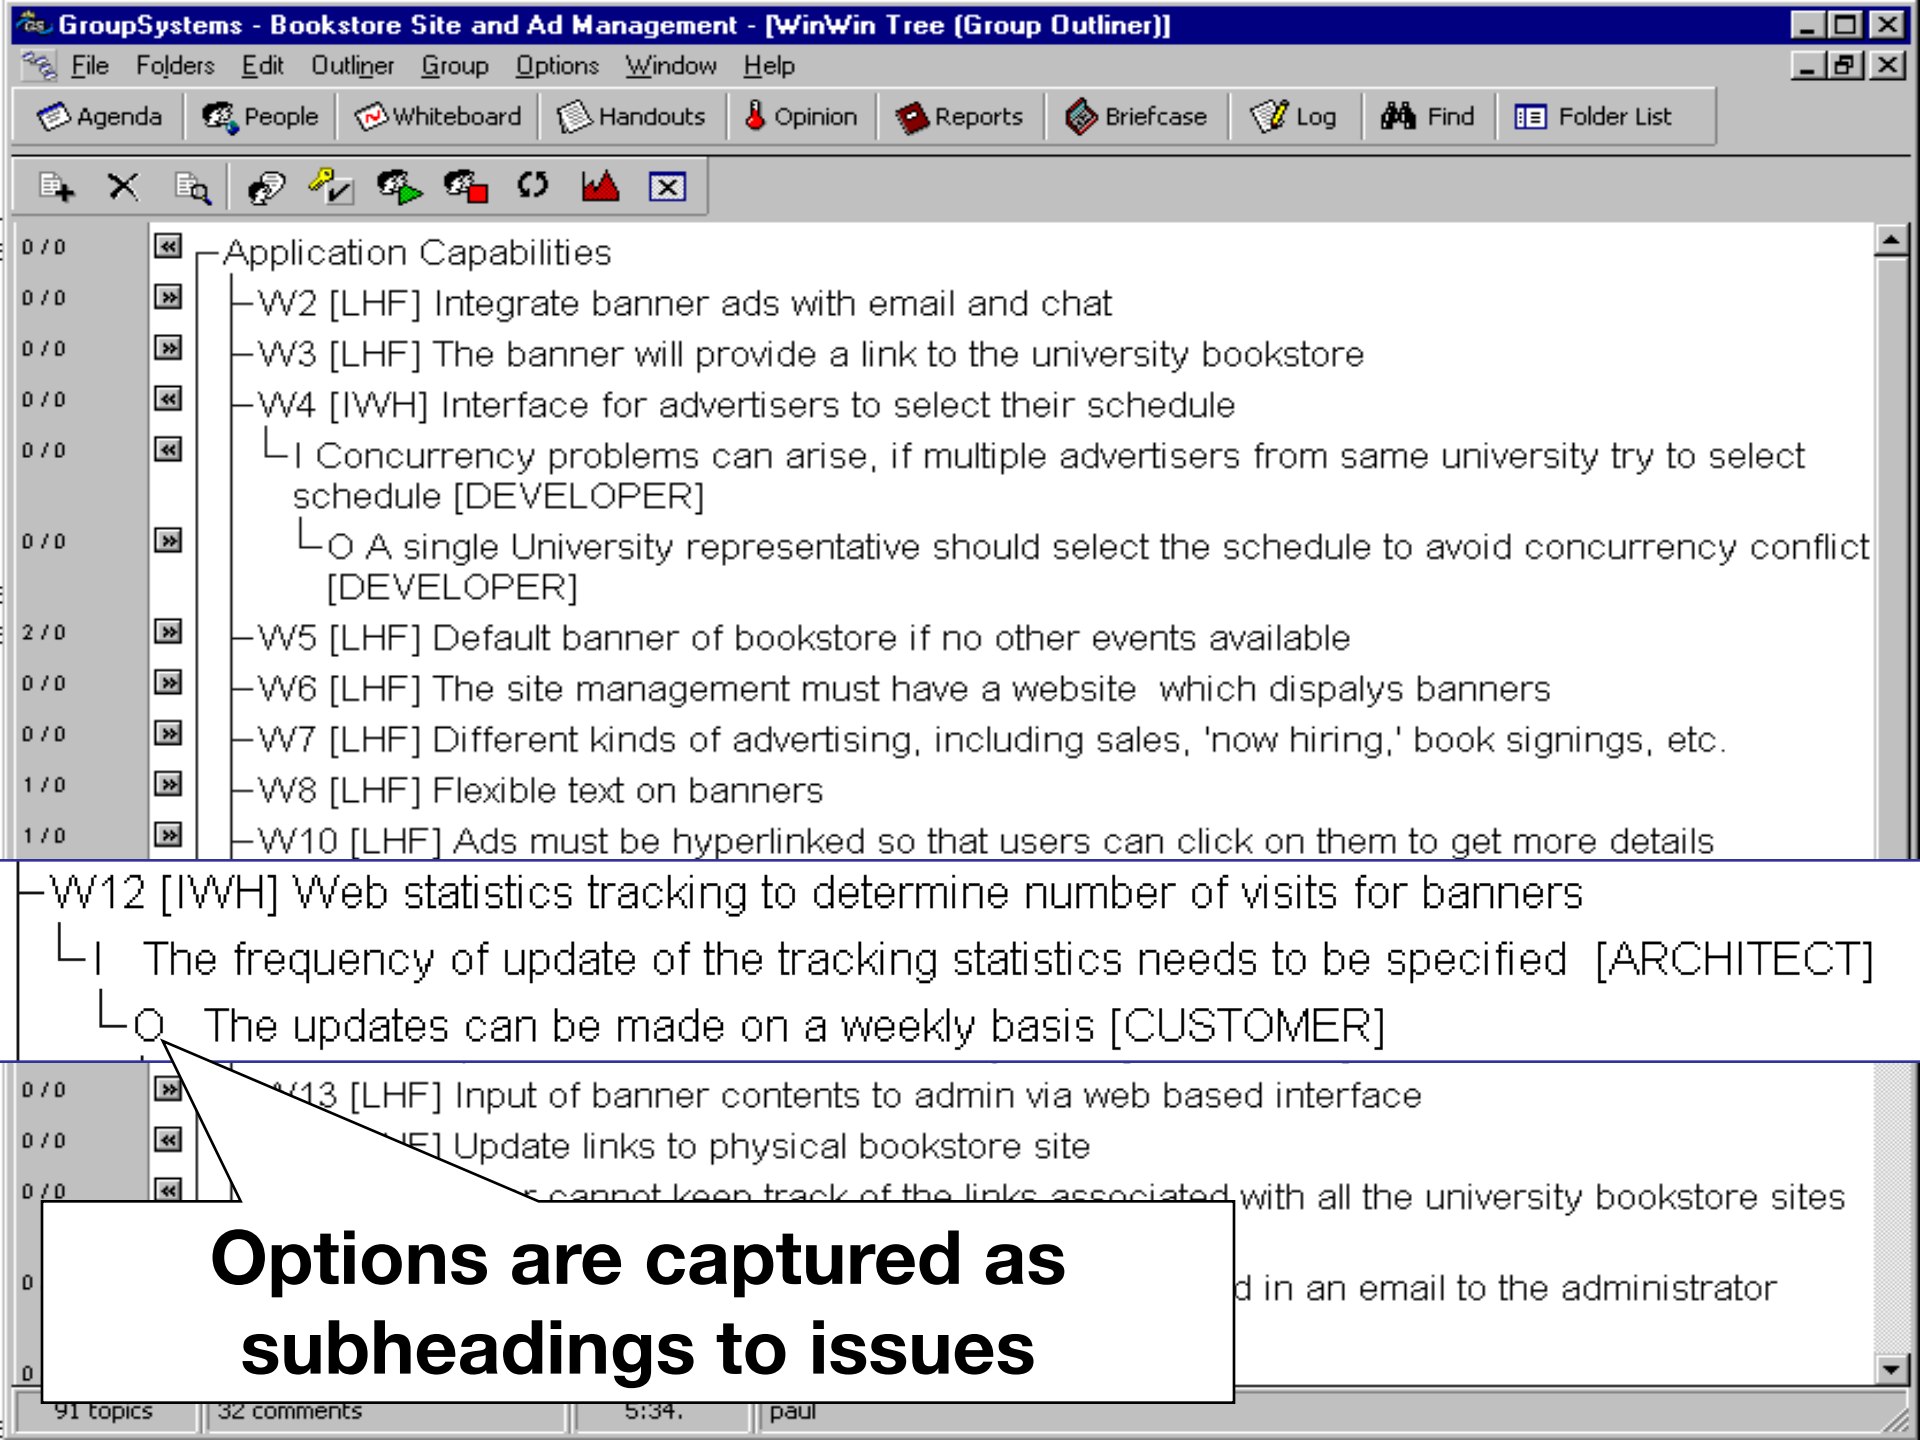 GroupSystems - Bookstore Site and Ad Management - [WinWin Tree (Group Outliner)]
File Folders Edit Outliner Group Options Window Help
Agenda People Whiteboard Handouts Opinion Reports Briefcase Log Find Folder List
0 / 0 Application Capabilities
0 / 0 W2 [LHF] Integrate banner ads with email and chat
0 / 0 W3 [LHF] The banner will provide a link to the university bookstore
0 / 0 W4 [IWH] Interface for advertisers to select their schedule
0 / 0 I Concurrency problems can arise, if multiple advertisers from same university try to select
schedule [DEVELOPER]
0 / 0 O A single University representative should select the schedule to avoid concurrency conflict
[DEVELOPER]
2 / 0 W5 [LHF] Default banner of bookstore if no other events available
0 / 0 W6 [LHF] The site management must have a website which dispalys banners
0 / 0 W7 [LHF] Different kinds of advertising, including sales, 'now hiring,' book signings, etc.
1 / 0 W8 [LHF] Flexible text on banners
1 / 0 W10 [LHF] Ads must be hyperlinked so that users can click on them to get more details
W12 [IWH] Web statistics tracking to determine number of visits for banners
I The frequency of update of the tracking statistics needs to be specified [ARCHITECT]
O The updates can be made on a weekly basis [CUSTOMER]
0 / 0 W13 [LHF] Input of banner contents to admin via web based interface
0 / 0 Update links to physical bookstore site
0 / 0 cannot keep track of the links associated with all the university bookstore sites
0 in an email to the administrator
0
Options are captured as
subheadings to issues
91 topics 32 comments 5:34. paul